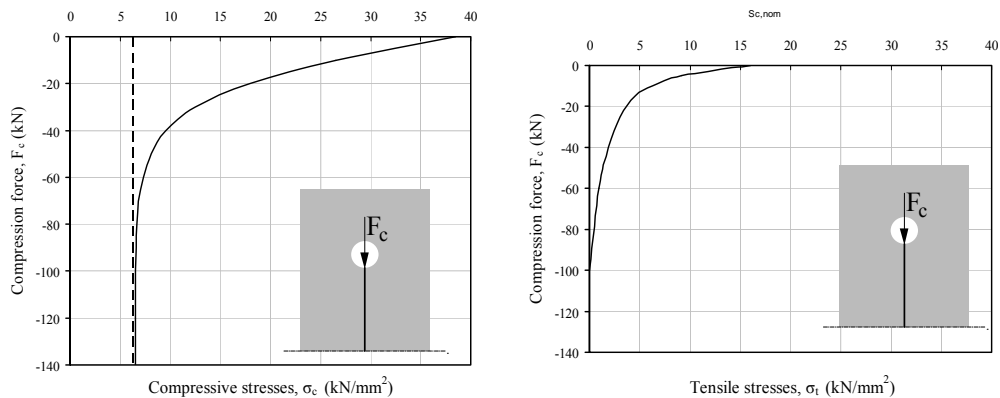 0 5 10 15 20 25 30 35 40
0
-20
-40
-60
-80
-100
-120
-140
Compression force, F c (kN)
Fc
Compressive stresses, σc (kN/mm2)
Sc,nom
0 5 10 15 20 25 30 35 40
0
-20
-40
-60
-80
-100
-120
-140
Compression force, F c (kN)
Fc
Tensile stresses, σt (kN/mm2)